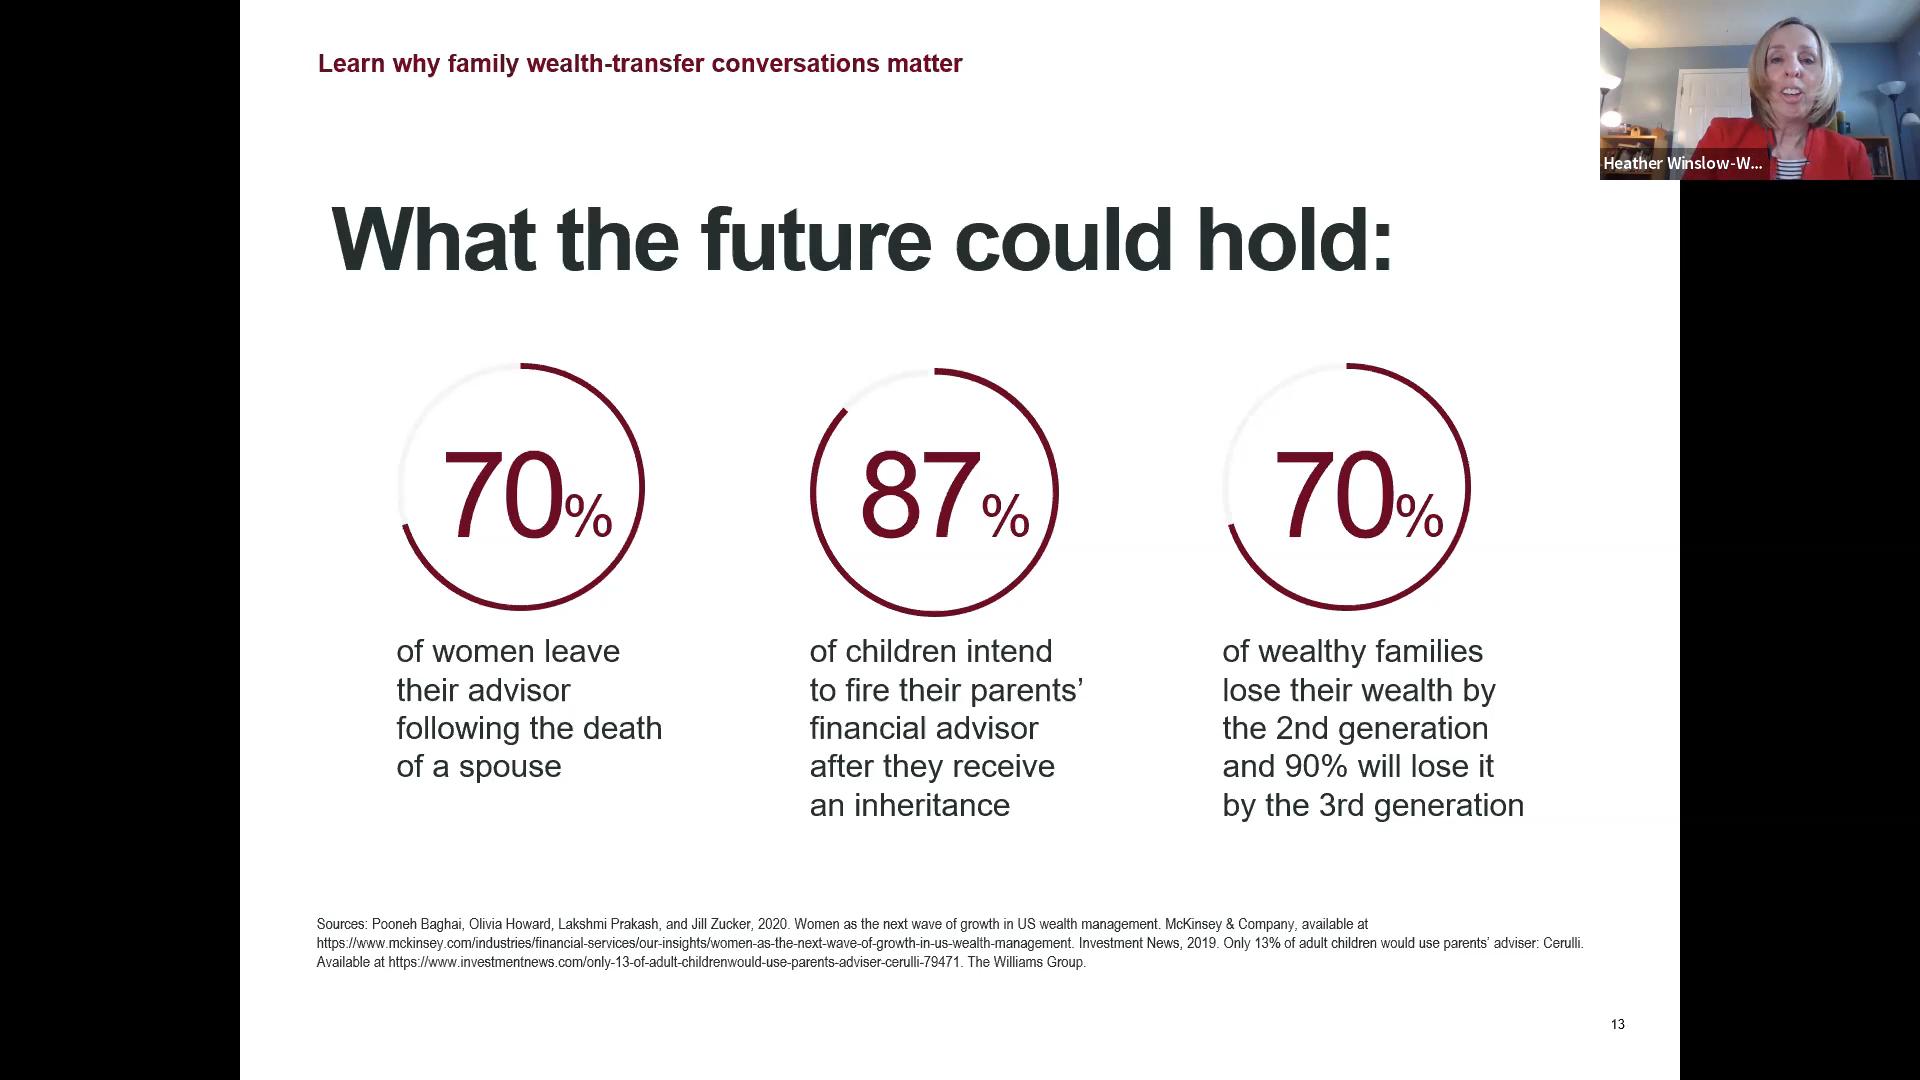 Learn why family wealth-transfer conversations matter
Heather Winslow-W...
What the future could hold:
70%
of women leave
their advisor
following the death
of a spouse
87%
of children intend
to fire their parents’
financial advisor
after they receive
an inheritance
70%
of wealthy families
lose their wealth by
the 2nd generation
and 90% will lose it
by the 3rd generation
Sources: Pooneh Baghai, Olivia Howard, Lakshmi Prakash, and Jill Zucker, 2020. Women as the next wave of growth in US wealth management. McKinsey & Company, available at
https://www.mckinsey.com/industries/financial-services/our-insights/women-as-the-next-wave-of-growth-in-us-wealth-management. Investment News, 2019. Only 13% of adult children would use parents’ adviser: Cerulli.
Available at https://www.investmentnews.com/only-13-of-adult-childrenwould-use-parents-adviser-cerulli-79471. The Williams Group.
13